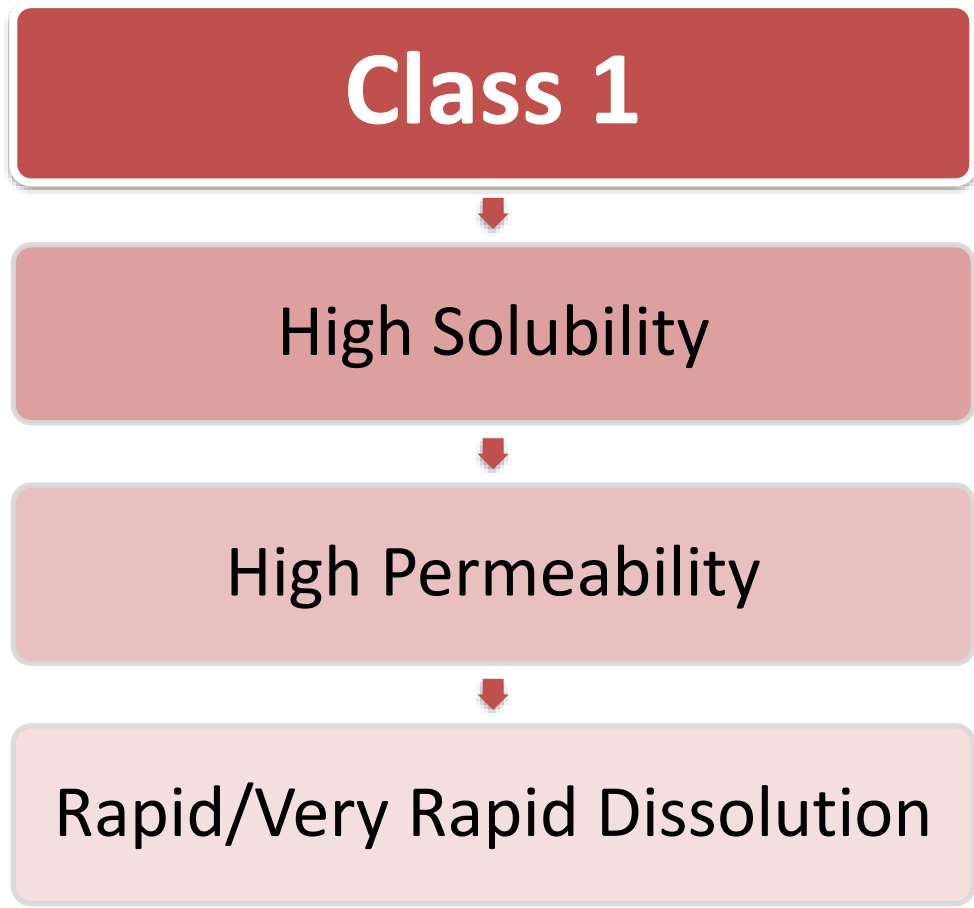 Class 1
High Solubility
High Permeability
Rapid/Very Rapid Dissolution